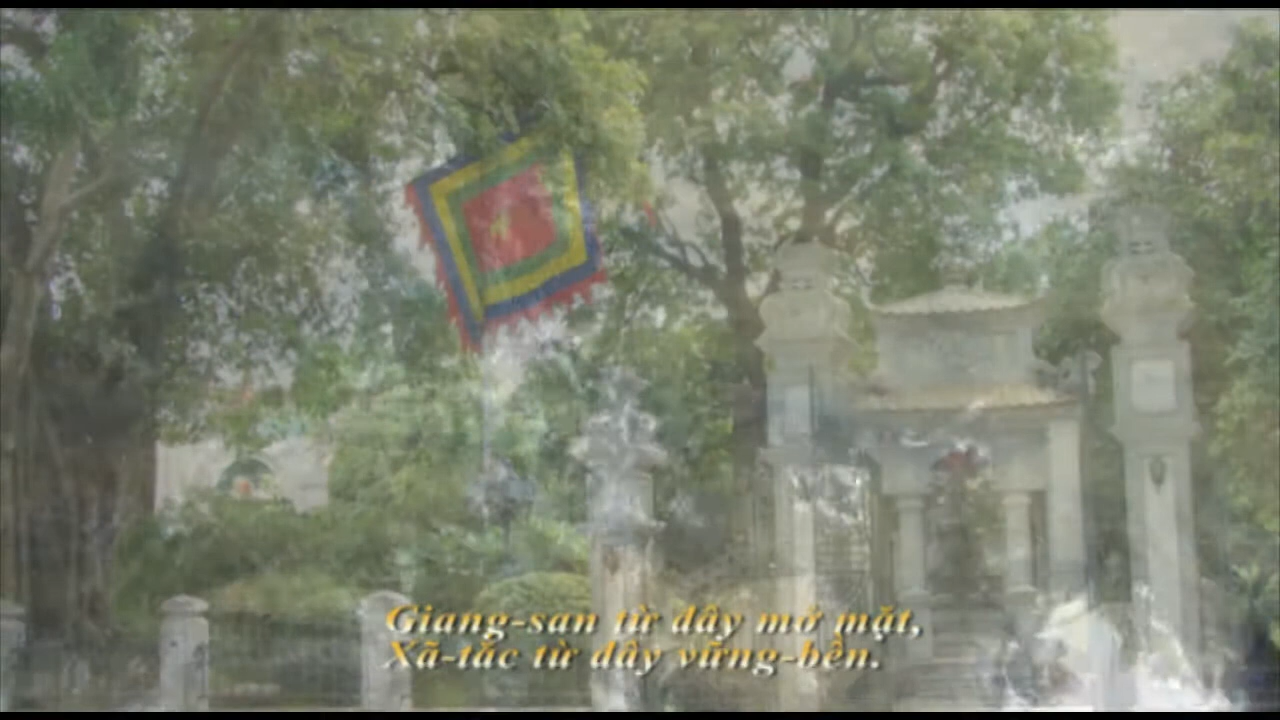 Giang-san từ đây mở mặt,
Xã-tắc từ đây vững-bền.